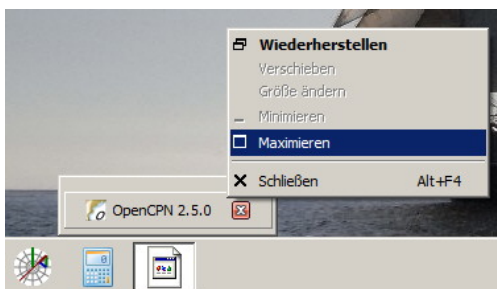 Wiederherstellen
Verschieben
Größe ändern
Minimieren
Maximieren
Schließen Alt+F4
OpenCPN 2.5.0